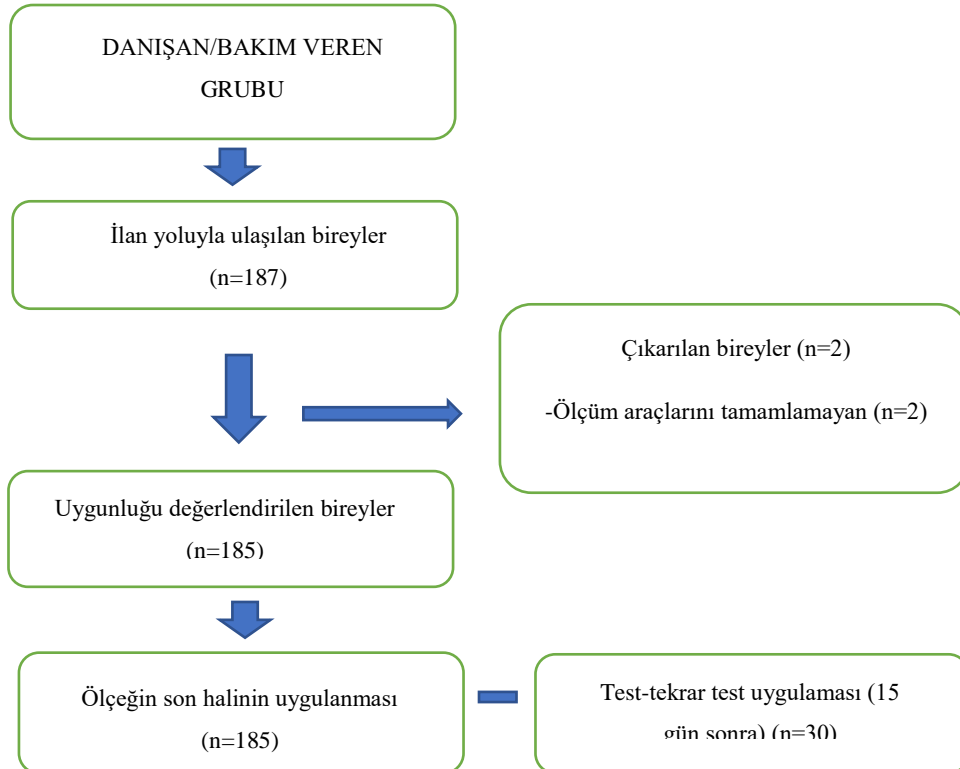 DANIŞAN/BAKIM VEREN
GRUBU
İlan yoluyla ulaşılan bireyler
(n=187)
Çıkarılan bireyler (n=2)
-Ölçüm araçlarını tamamlamayan (n=2)
Uygunluğu değerlendirilen bireyler
(n=185)
Ölçeğin son halinin uygulanması
(n=185)
Test-tekrar test uygulaması (15
gün sonra) (n=30)